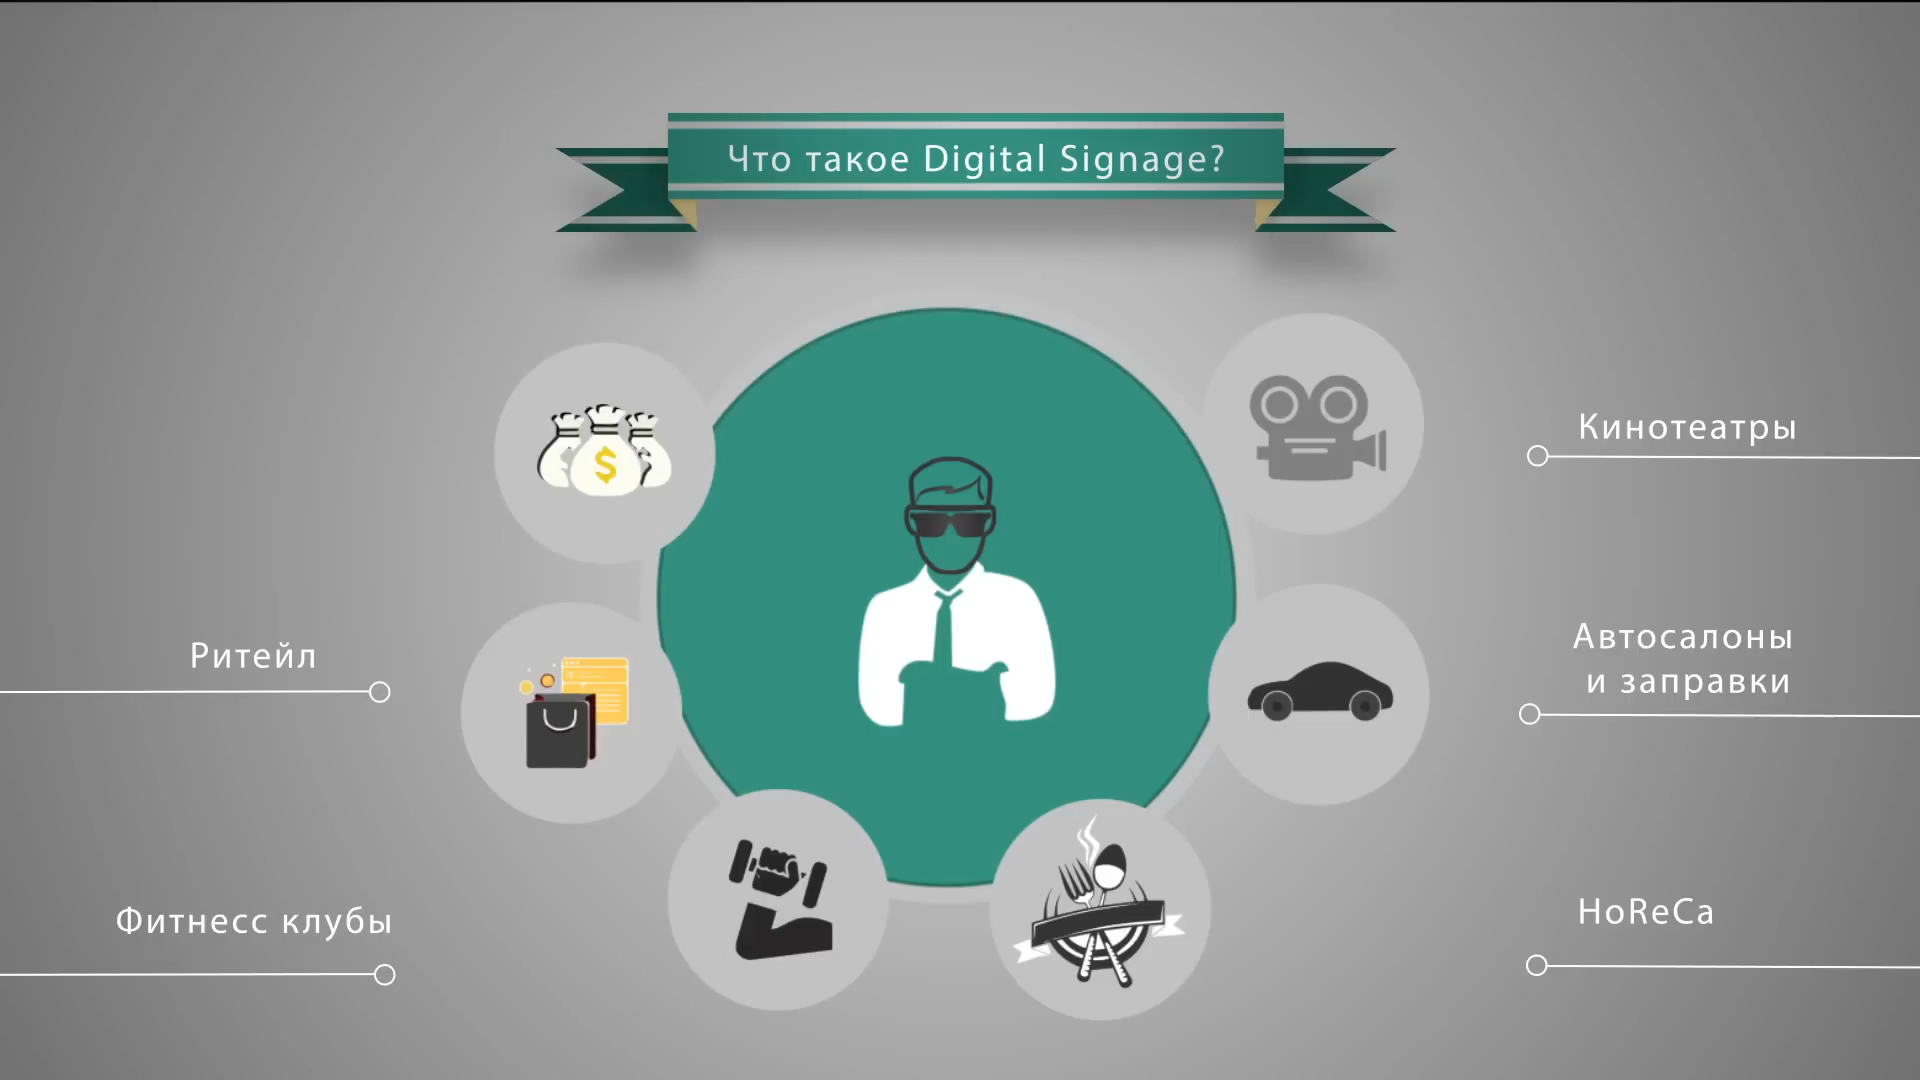 Что такое Digital Signage?
Кинотеатры
Автосалоны
и заправки
HoReCa
Ритейл
Фитнесс клубы